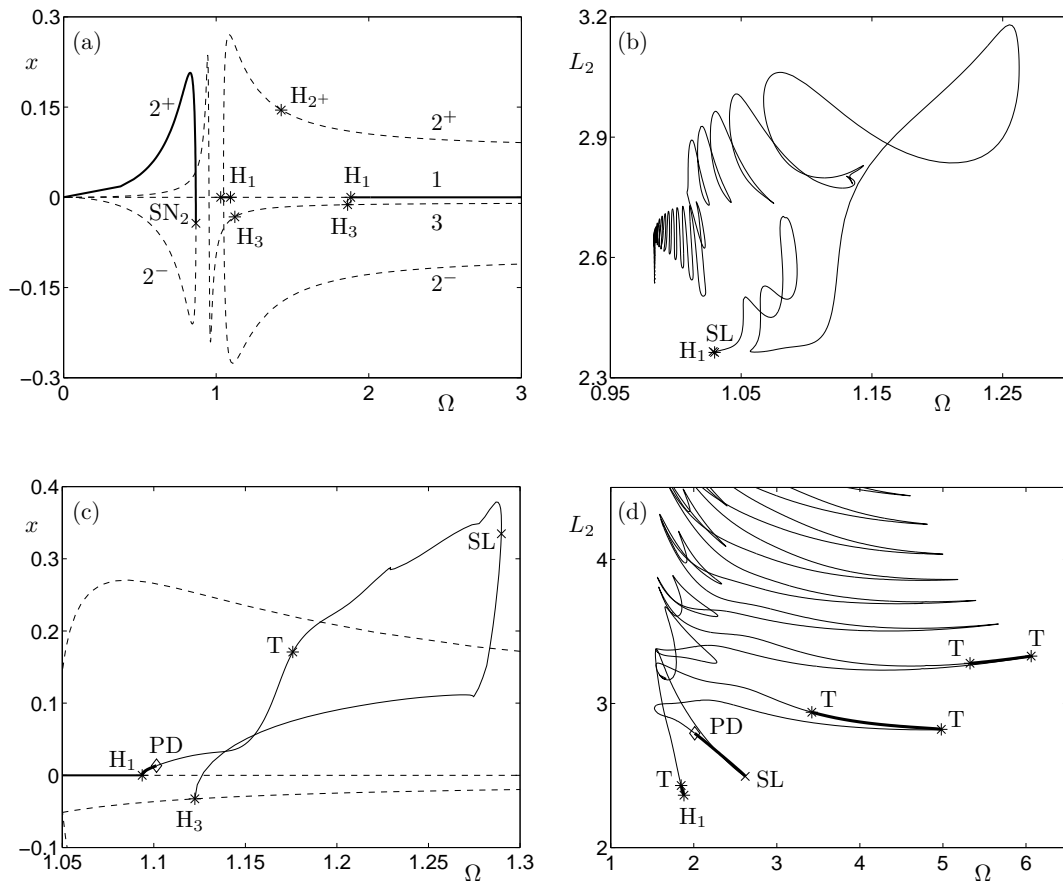 0.3
(a)
x
2⁺
H₂₊
0.15
2⁺
H₁
H₁
1
0
SN₂
H₃
H₃
3
2⁻
2⁻
−0.15
−0.3
0
1
2
3
Ω
3.2
(b)
L₂
2.9
2.6
SL
H₁
2.3
0.95
1.05
1.15
1.25
Ω
0.4
(c)
x
SL
0.3
0.2
T
0.1
PD
H₁
0
H₃
−0.1
1.05
1.1
1.15
1.2
1.25
1.3
Ω
(d)
L₂
4
T
T
3
T
T
PD
SL
T
H₁
2
1
2
3
4
5
6
Ω